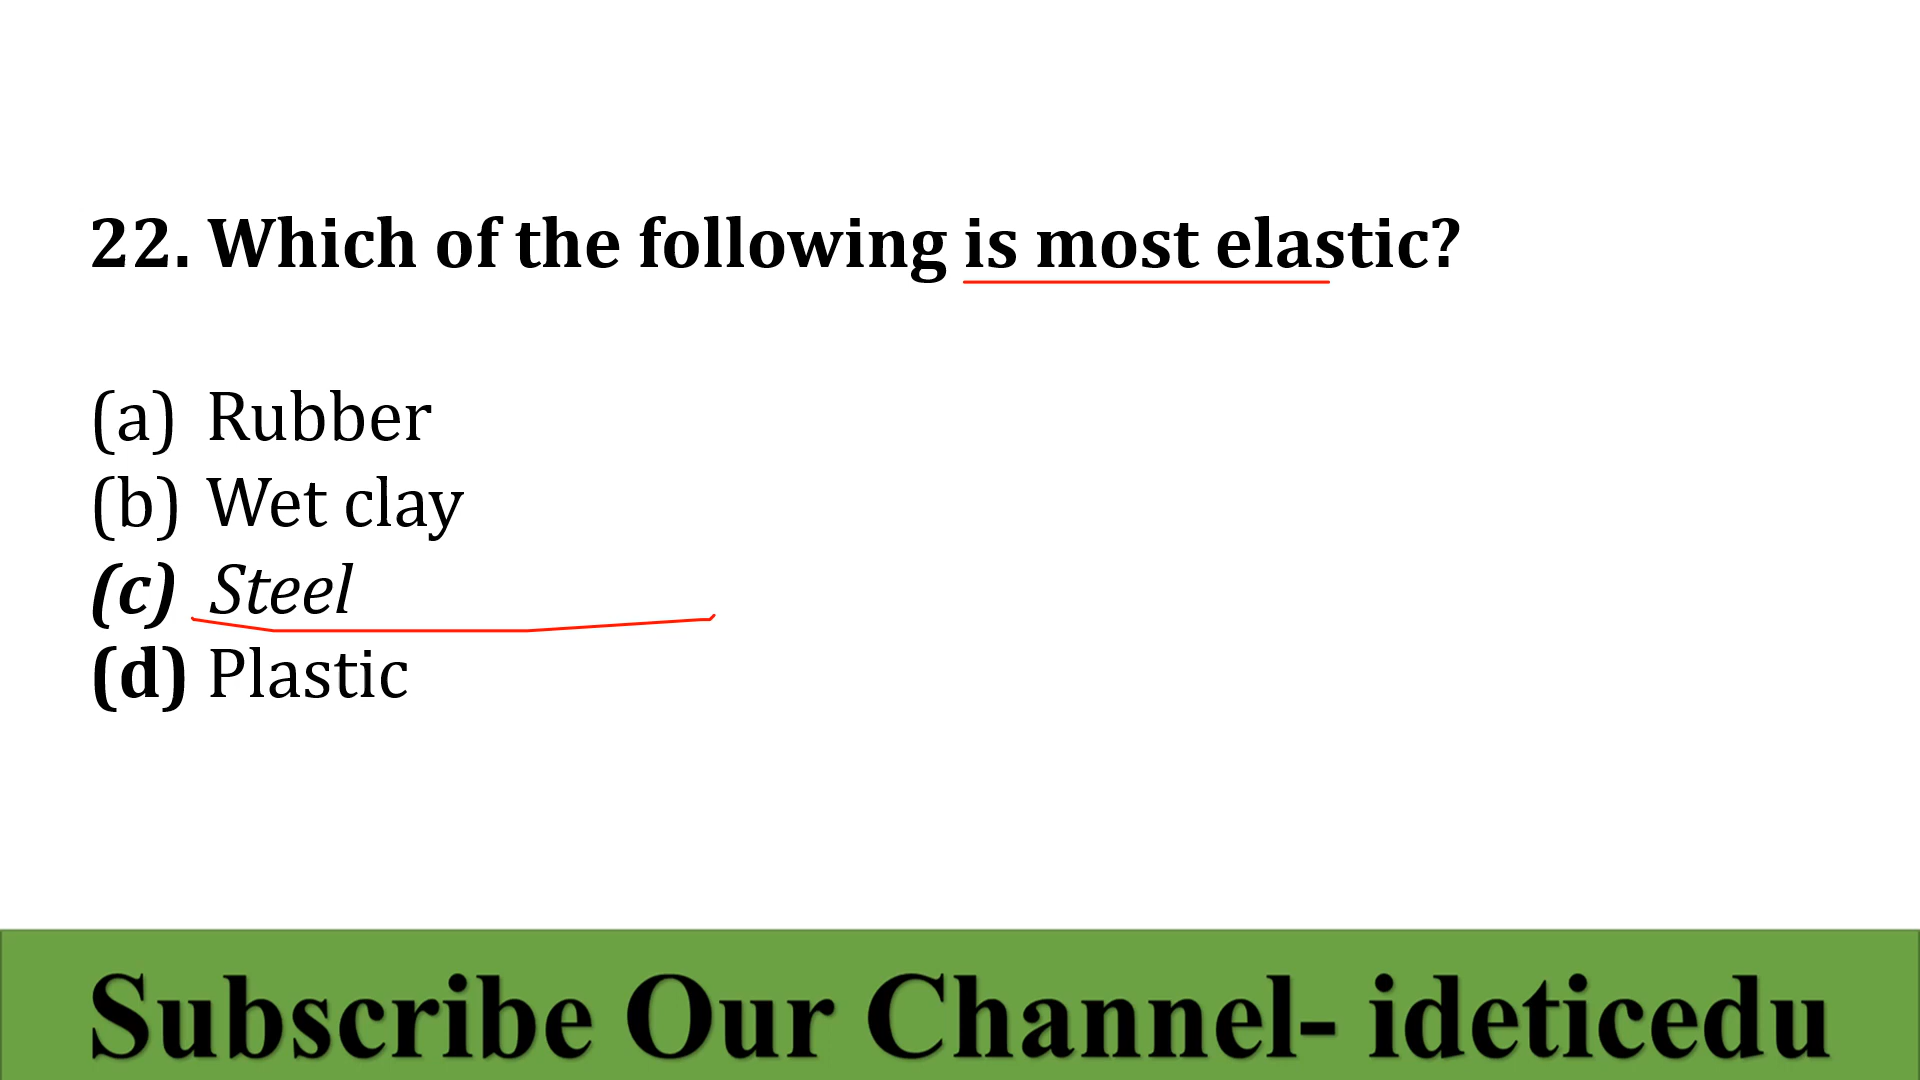 22. Which of the following is most elastic?
(a) Rubber
(b) Wet clay
(c) Steel
(d) Plastic
Subscribe Our Channel- ideticedu